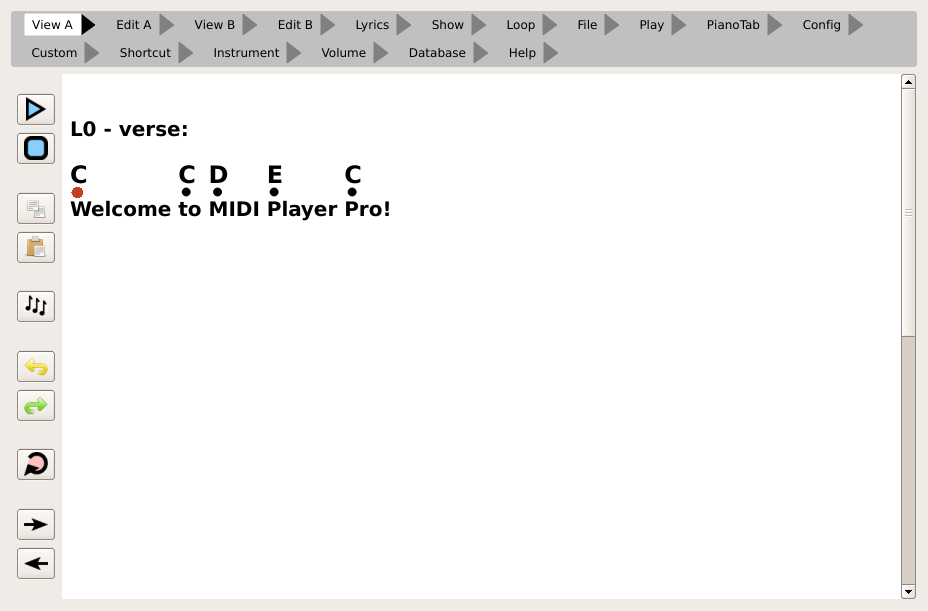 View A Edit A View B Edit B Lyrics Show Loop File Play PianoTab Config
Custom Shortcut Instrument Volume Database Help
L0 - verse:
C C D E C
Welcome to MIDI Player Pro!